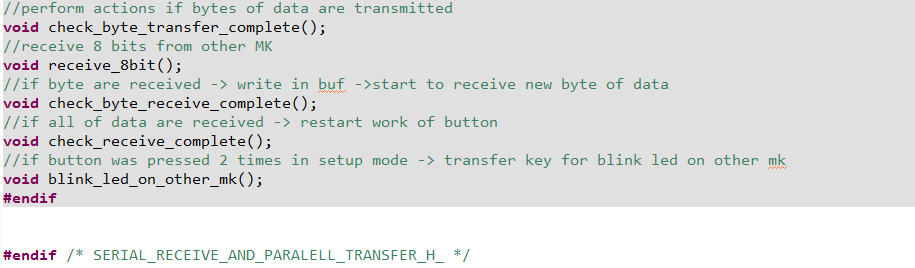 //perform actions if bytes of data are transmitted
void check_byte_transfer_complete();
//receive 8 bits from other MK
void receive_8bit();
//if byte are received -> write in buf ->start to receive new byte of data
void check_byte_receive_complete();
//if all of data are received -> restart work of button
void check_receive_complete();
//if button was pressed 2 times in setup mode -> transfer key for blink led on other mk
void blink_led_on_other_mk();
#endif
#endif /* SERIAL_RECEIVE_AND_PARALELL_TRANSFER_H_ */